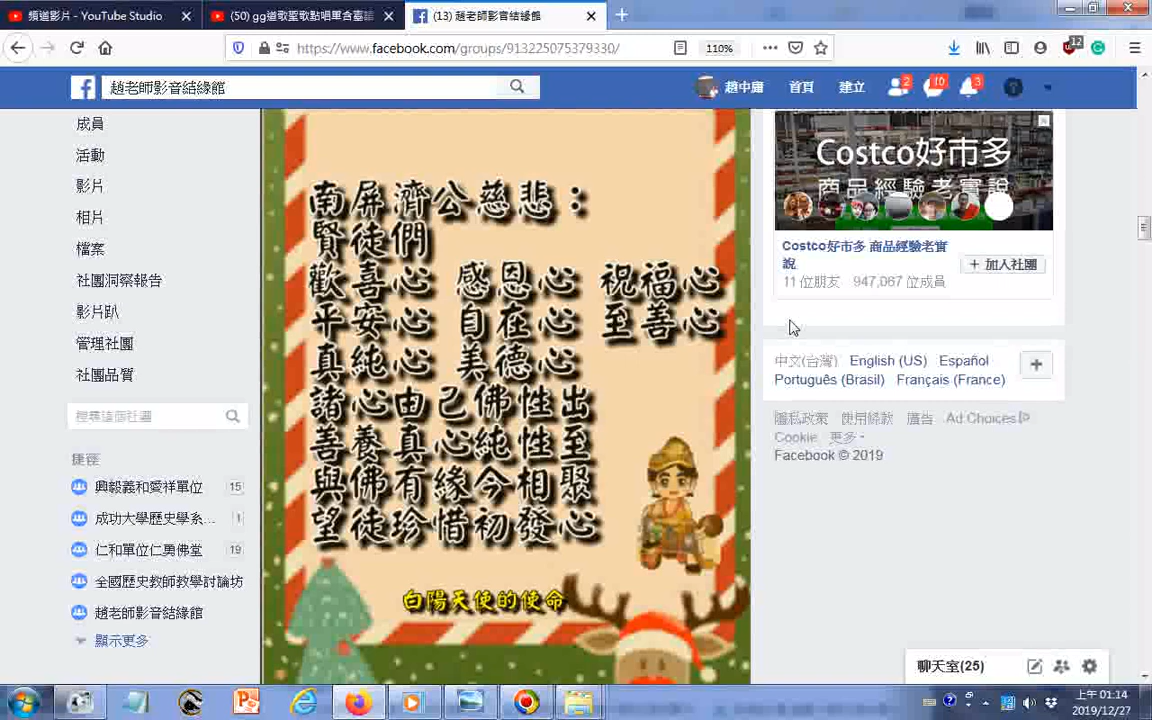 頻道影片 - YouTube Studio
(50) gg道歌聖歌點唱單含臺語
(13) 趙老師影音結緣館
https://www.facebook.com/groups/913225075379330/
110%
12
趙老師影音結緣館
趙中庸
首頁
建立
2
10
3
成員
活動
影片
相片
檔案
社團洞察報告
影片趴
管理社團
社團品質
搜尋這個社團
捷徑
興毅義和愛祥單位 15
成功大學歷史學系... 1
仁和單位仁勇佛堂 19
全國歷史教師教學討論坊
趙老師影音結緣館
顯示更多
南屏濟公慈悲：
賢徒們
歡喜心 感恩心 祝福心
平安心 自在心 至善心
真純心 美德心
諸心由己佛性出
善養真心純性至
與佛有緣今相聚
望徒珍惜初發心
白陽天使的使命
Costco好市多
商品經驗老實說
Costco好市多 商品經驗老實
說
11 位朋友 947,067 位成員
+ 加入社團
中文(台灣) English (US) Español
Português (Brasil) Français (France)
隱私政策 使用條款 廣告 Ad Choices
Cookie 更多
Facebook © 2019
聊天室(25)
上午 01:14
2019/12/27